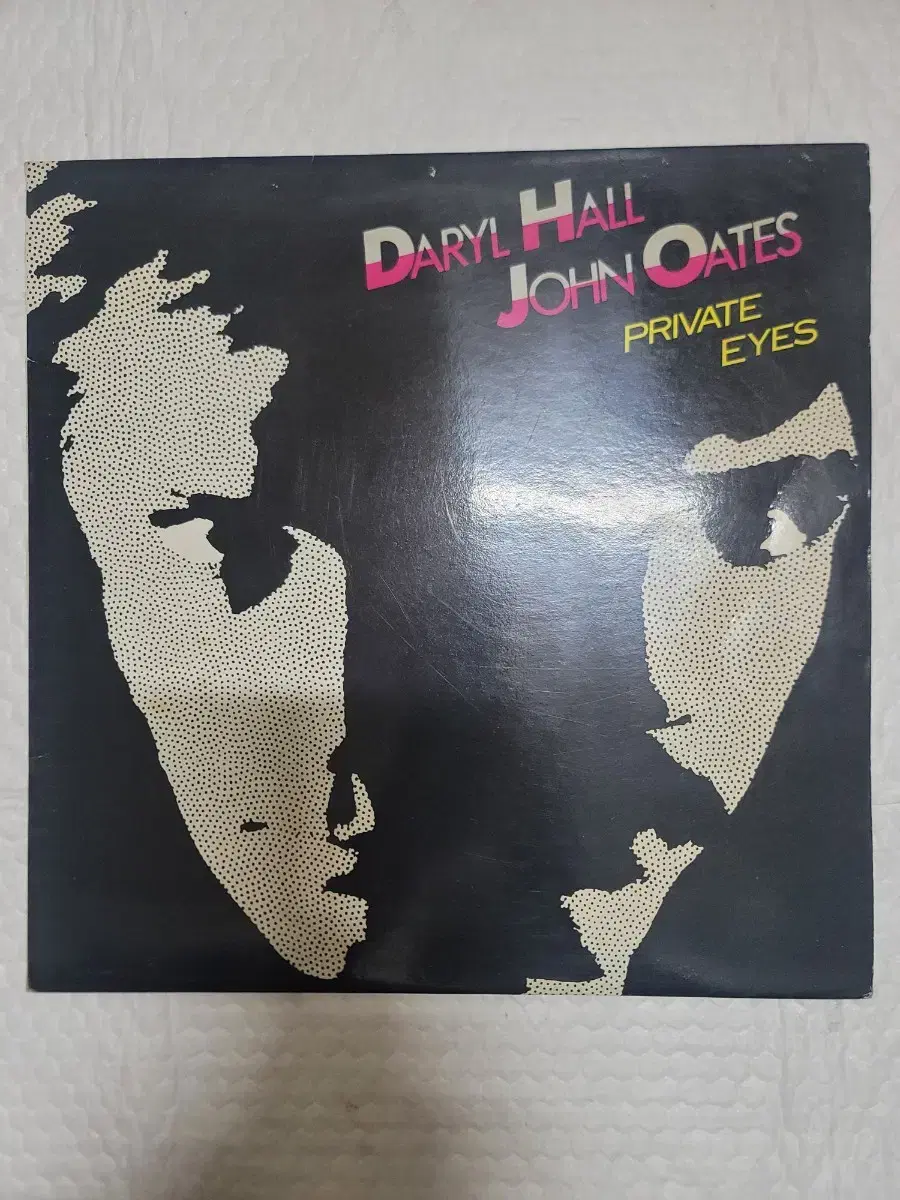 DARYL HALL
JOHN OATES
PRIVATE
EYES